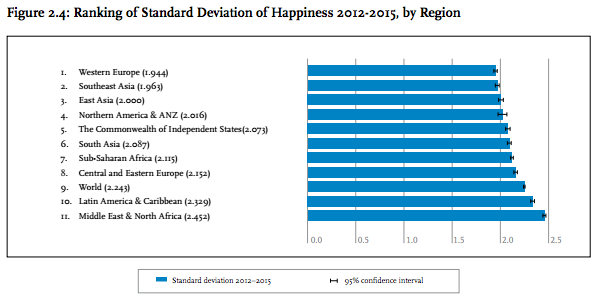 Figure 2.4: Ranking of Standard Deviation of Happiness 2012-2015, by Region
1. Western Europe (1.944)
2. Southeast Asia (1.963)
3. East Asia (2.000)
4. Northern America & ANZ (2.016)
5. The Commonwealth of Independent States(2.073)
6. South Asia (2.087)
7. Sub-Saharan Africa (2.115)
8. Central and Eastern Europe (2.152)
9. World (2.243)
10. Latin America & Caribbean (2.329)
11. Middle East & North Africa (2.452)
0.0 0.5 1.0 1.5 2.0 2.5
Standard deviation 2012–2015 95% confidence interval